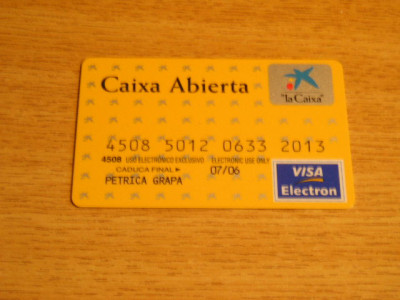 Caixa Abierta
"la Caixa"
4508 5012 0633 2013
4508 USO ELECTRÓNICO EXCLUSIVO ELECTRONIC USE ONLY
CADUCA FINAL 07/06
PETRICA GRAPA
VISA
Electron